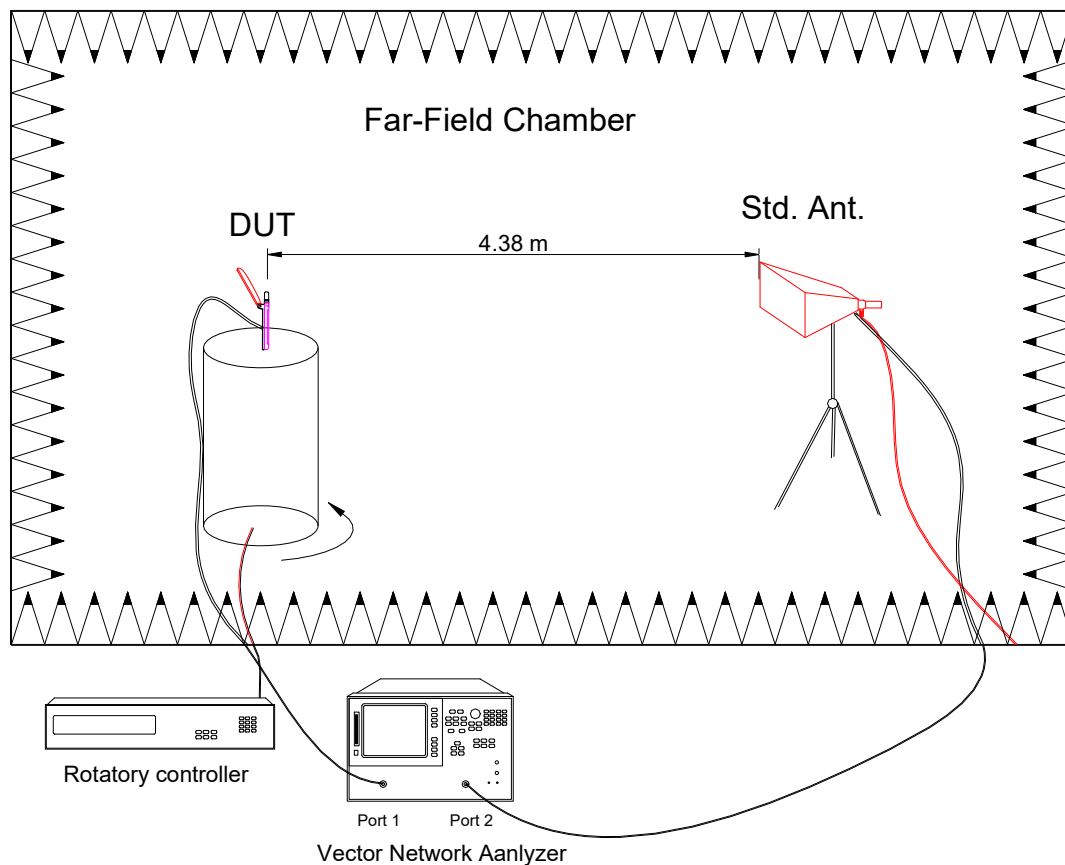 Far-Field Chamber
DUT
Std. Ant.
4.38 m
Rotatory controller
Port 1
Port 2
Vector Network Aanlyzer